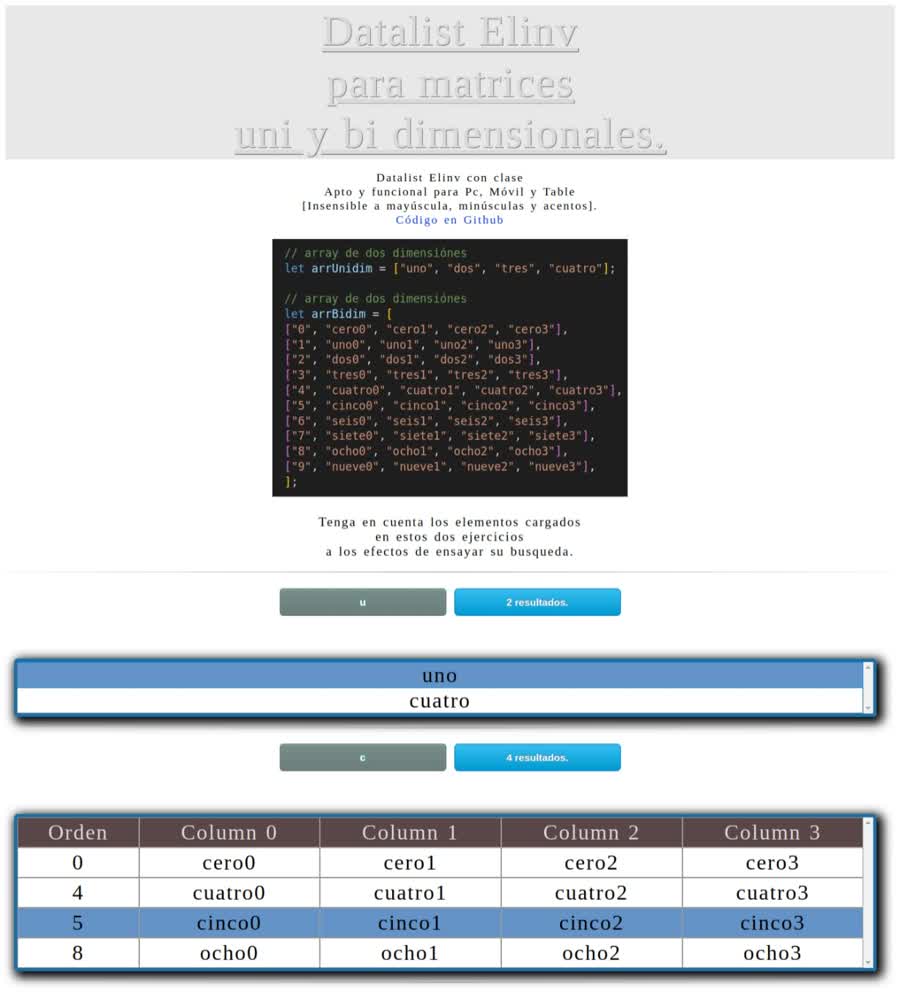 Datalist Elinv
para matrices
uni y bi dimensionales.
Datalist Elinv con clase
Apto y funcional para Pc, Móvil y Table
[Insensible a mayúscula, minúsculas y acentos].
Código en Github
// array de dos dimensiónes
let arrUnidim = ["uno", "dos", "tres", "cuatro"];
// array de dos dimensiónes
let arrBidim = [
["0", "cero0", "cero1", "cero2", "cero3"],
["1", "uno0", "uno1", "uno2", "uno3"],
["2", "dos0", "dos1", "dos2", "dos3"],
["3", "tres0", "tres1", "tres2", "tres3"],
["4", "cuatro0", "cuatro1", "cuatro2", "cuatro3"],
["5", "cinco0", "cinco1", "cinco2", "cinco3"],
["6", "seis0", "seis1", "seis2", "seis3"],
["7", "siete0", "siete1", "siete2", "siete3"],
["8", "ocho0", "ocho1", "ocho2", "ocho3"],
["9", "nueve0", "nueve1", "nueve2", "nueve3"],
];
Tenga en cuenta los elementos cargados
en estos dos ejercicios
a los efectos de ensayar su busqueda.
u 2 resultados.
uno
cuatro
c 4 resultados.
Orden Column 0 Column 1 Column 2 Column 3
0 cero0 cero1 cero2 cero3
4 cuatro0 cuatro1 cuatro2 cuatro3
5 cinco0 cinco1 cinco2 cinco3
8 ocho0 ocho1 ocho2 ocho3